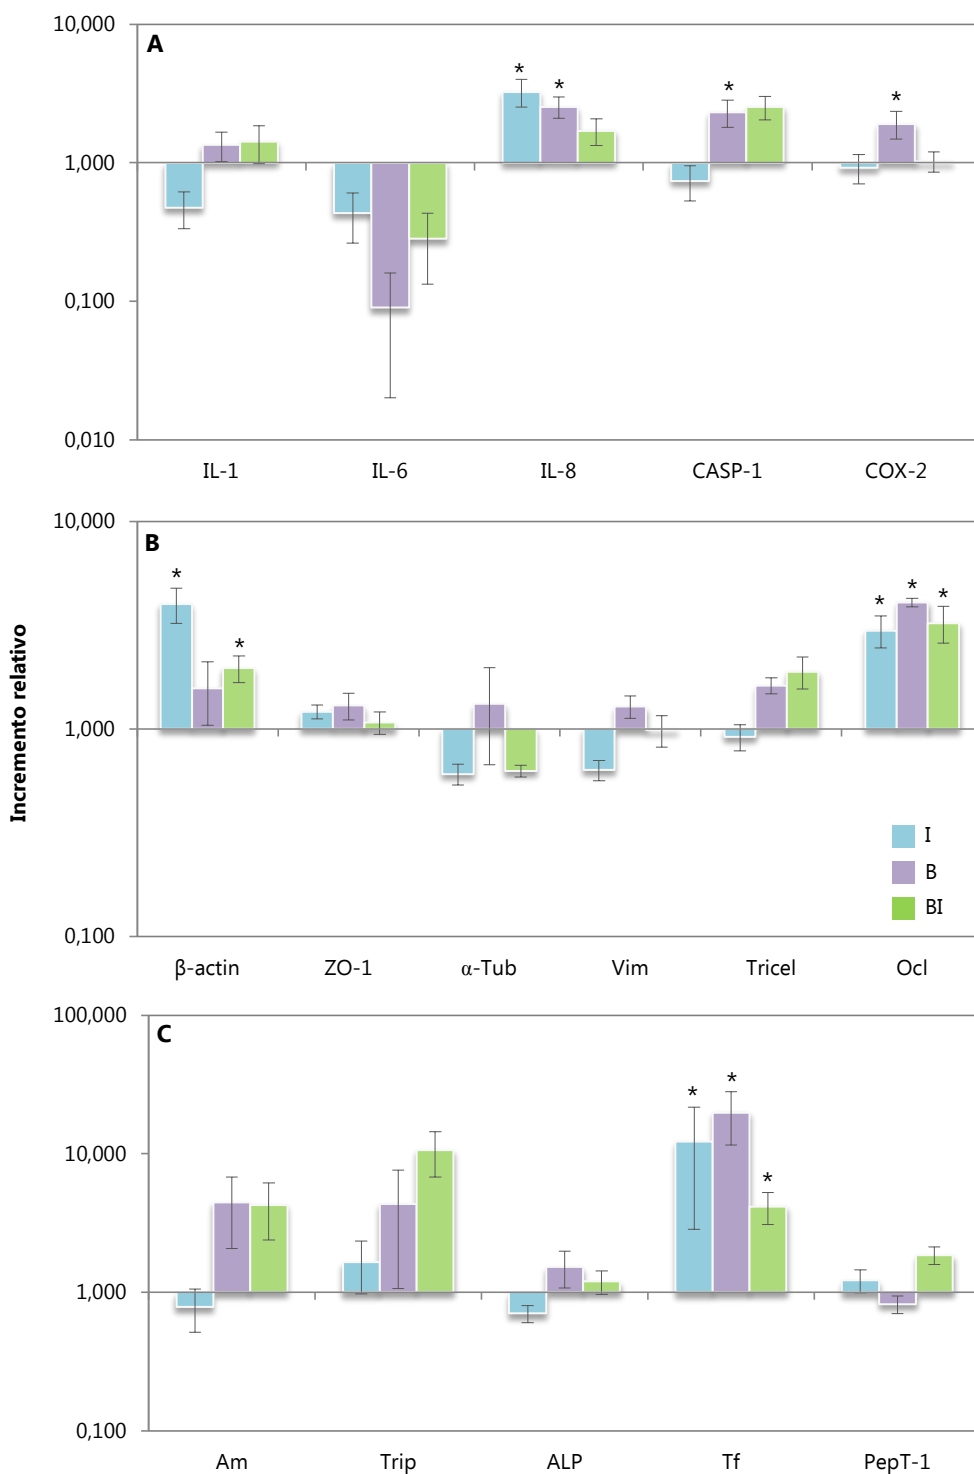 10,000
A
* * * *
1,000
0,100
0,010
IL-1 IL-6 IL-8 CASP-1 COX-2
10,000
B
* * * * *
1,000
0,100
I
B
BI
β-actin ZO-1 α-Tub Vim Tricel Ocl
Incremento relativo
100,000
C
* * *
10,000
1,000
0,100
Am Trip ALP Tf PepT-1